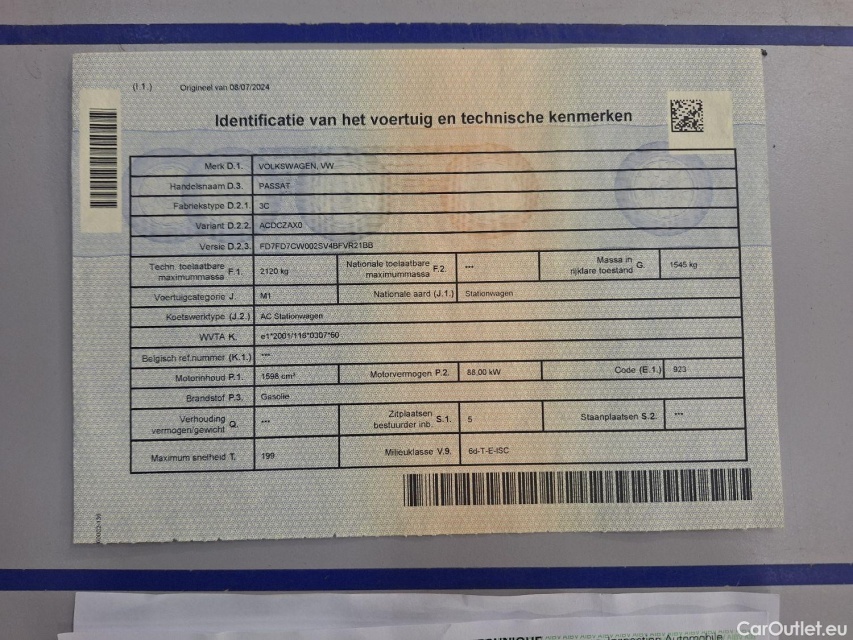 (I.1.) Origineel van 08/07/2024
Identificatie van het voertuig en technische kenmerken
Merk D.1. VOLKSWAGEN, VW
Handelsnaam D.3. PASSAT
Fabriekstype D.2.1. 3C
Variant D.2.2. ACDCZAX0
Versie D.2.3. FD7FD7CW002SV4BFVR21BB
Techn. toelaatbare maximummassa F.1. 2120 kg Nationale toelaatbare maximummassa F.2. *** Massa in rijklare toestand G. 1545 kg
Voertuigcategorie J. M1 Nationale aard (J.1.) Stationwagen
Koetswerktype (J.2.) AC Stationwagen
WVTA K. e1*2001/116*0307*60
Belgisch ref.nummer (K.1.) ***
Motorinhoud P.1. 1598 cm³ Motorvermogen P.2. 88,00 kW Code (E.1.) 923
Brandstof P.3. Gasolie
Verhouding vermogen/gewicht Q. *** Zitplaatsen bestuurder inb. S.1. 5 Staanplaatsen S.2. ***
Maximum snelheid T. 199 Milieuklasse V.9. 6d-T-E-ISC
TECHNIQUE Inspection Automobile
CarOutlet.eu